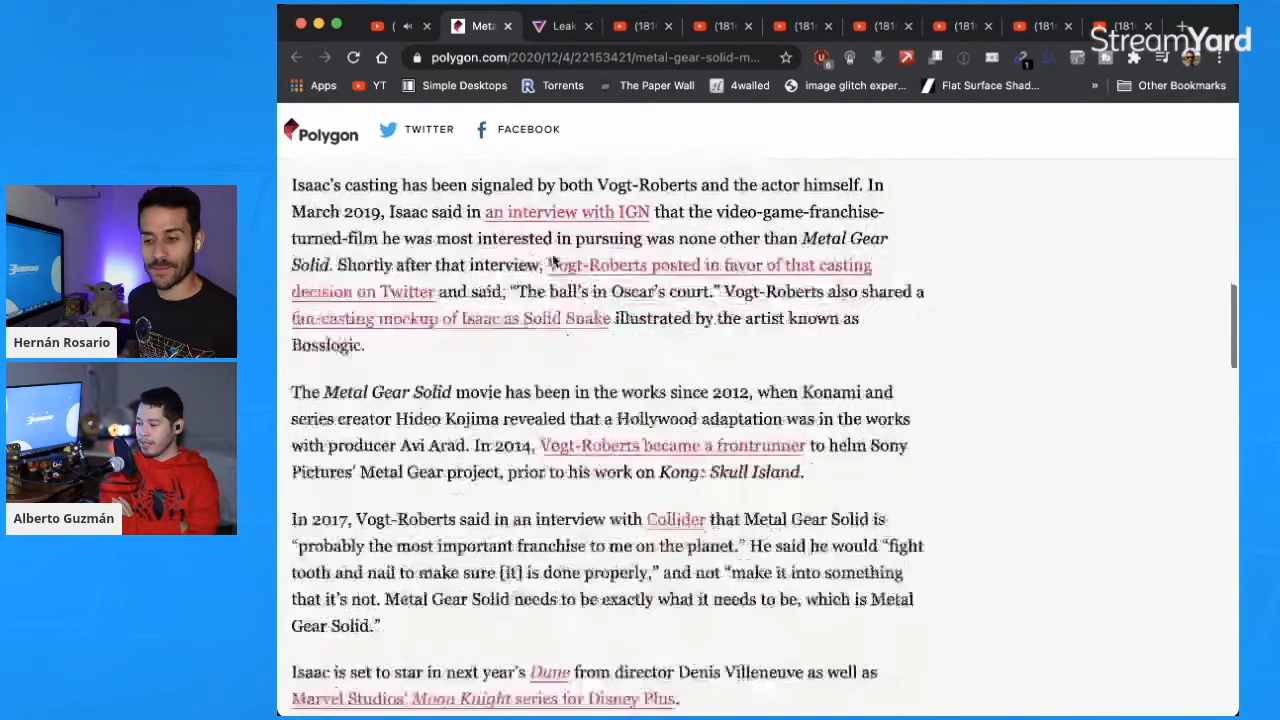 StreamYard
Meta
Leak
(181
(181
(181
(181
(181
(181
(181
polygon.com/2020/12/4/22153421/metal-gear-solid-m...
6
1
Apps
YT
Simple Desktops
Torrents
The Paper Wall
4walled
image glitch exper...
Flat Surface Shad...
»
Other Bookmarks
Polygon
TWITTER
FACEBOOK
Isaac's casting has been signaled by both Vogt-Roberts and the actor himself. In
March 2019, Isaac said in an interview with IGN that the video-game-franchise-
turned-film he was most interested in pursuing was none other than Metal Gear
Solid. Shortly after that interview, Vogt-Roberts posted in favor of that casting
decision on Twitter and said, “The ball's in Oscar's court.” Vogt-Roberts also shared a
fan-casting mockup of Isaac as Solid Snake illustrated by the artist known as
Bosslogic.
The Metal Gear Solid movie has been in the works since 2012, when Konami and
series creator Hideo Kojima revealed that a Hollywood adaptation was in the works
with producer Avi Arad. In 2014, Vogt-Roberts became a frontrunner to helm Sony
Pictures' Metal Gear project, prior to his work on Kong: Skull Island.
In 2017, Vogt-Roberts said in an interview with Collider that Metal Gear Solid is
“probably the most important franchise to me on the planet.” He said he would “fight
tooth and nail to make sure [it] is done properly,” and not “make it into something
that it's not. Metal Gear Solid needs to be exactly what it needs to be, which is Metal
Gear Solid.”
Isaac is set to star in next year's Dune from director Denis Villeneuve as well as
Marvel Studios' Moon Knight series for Disney Plus.
Hernán Rosario
Alberto Guzmán